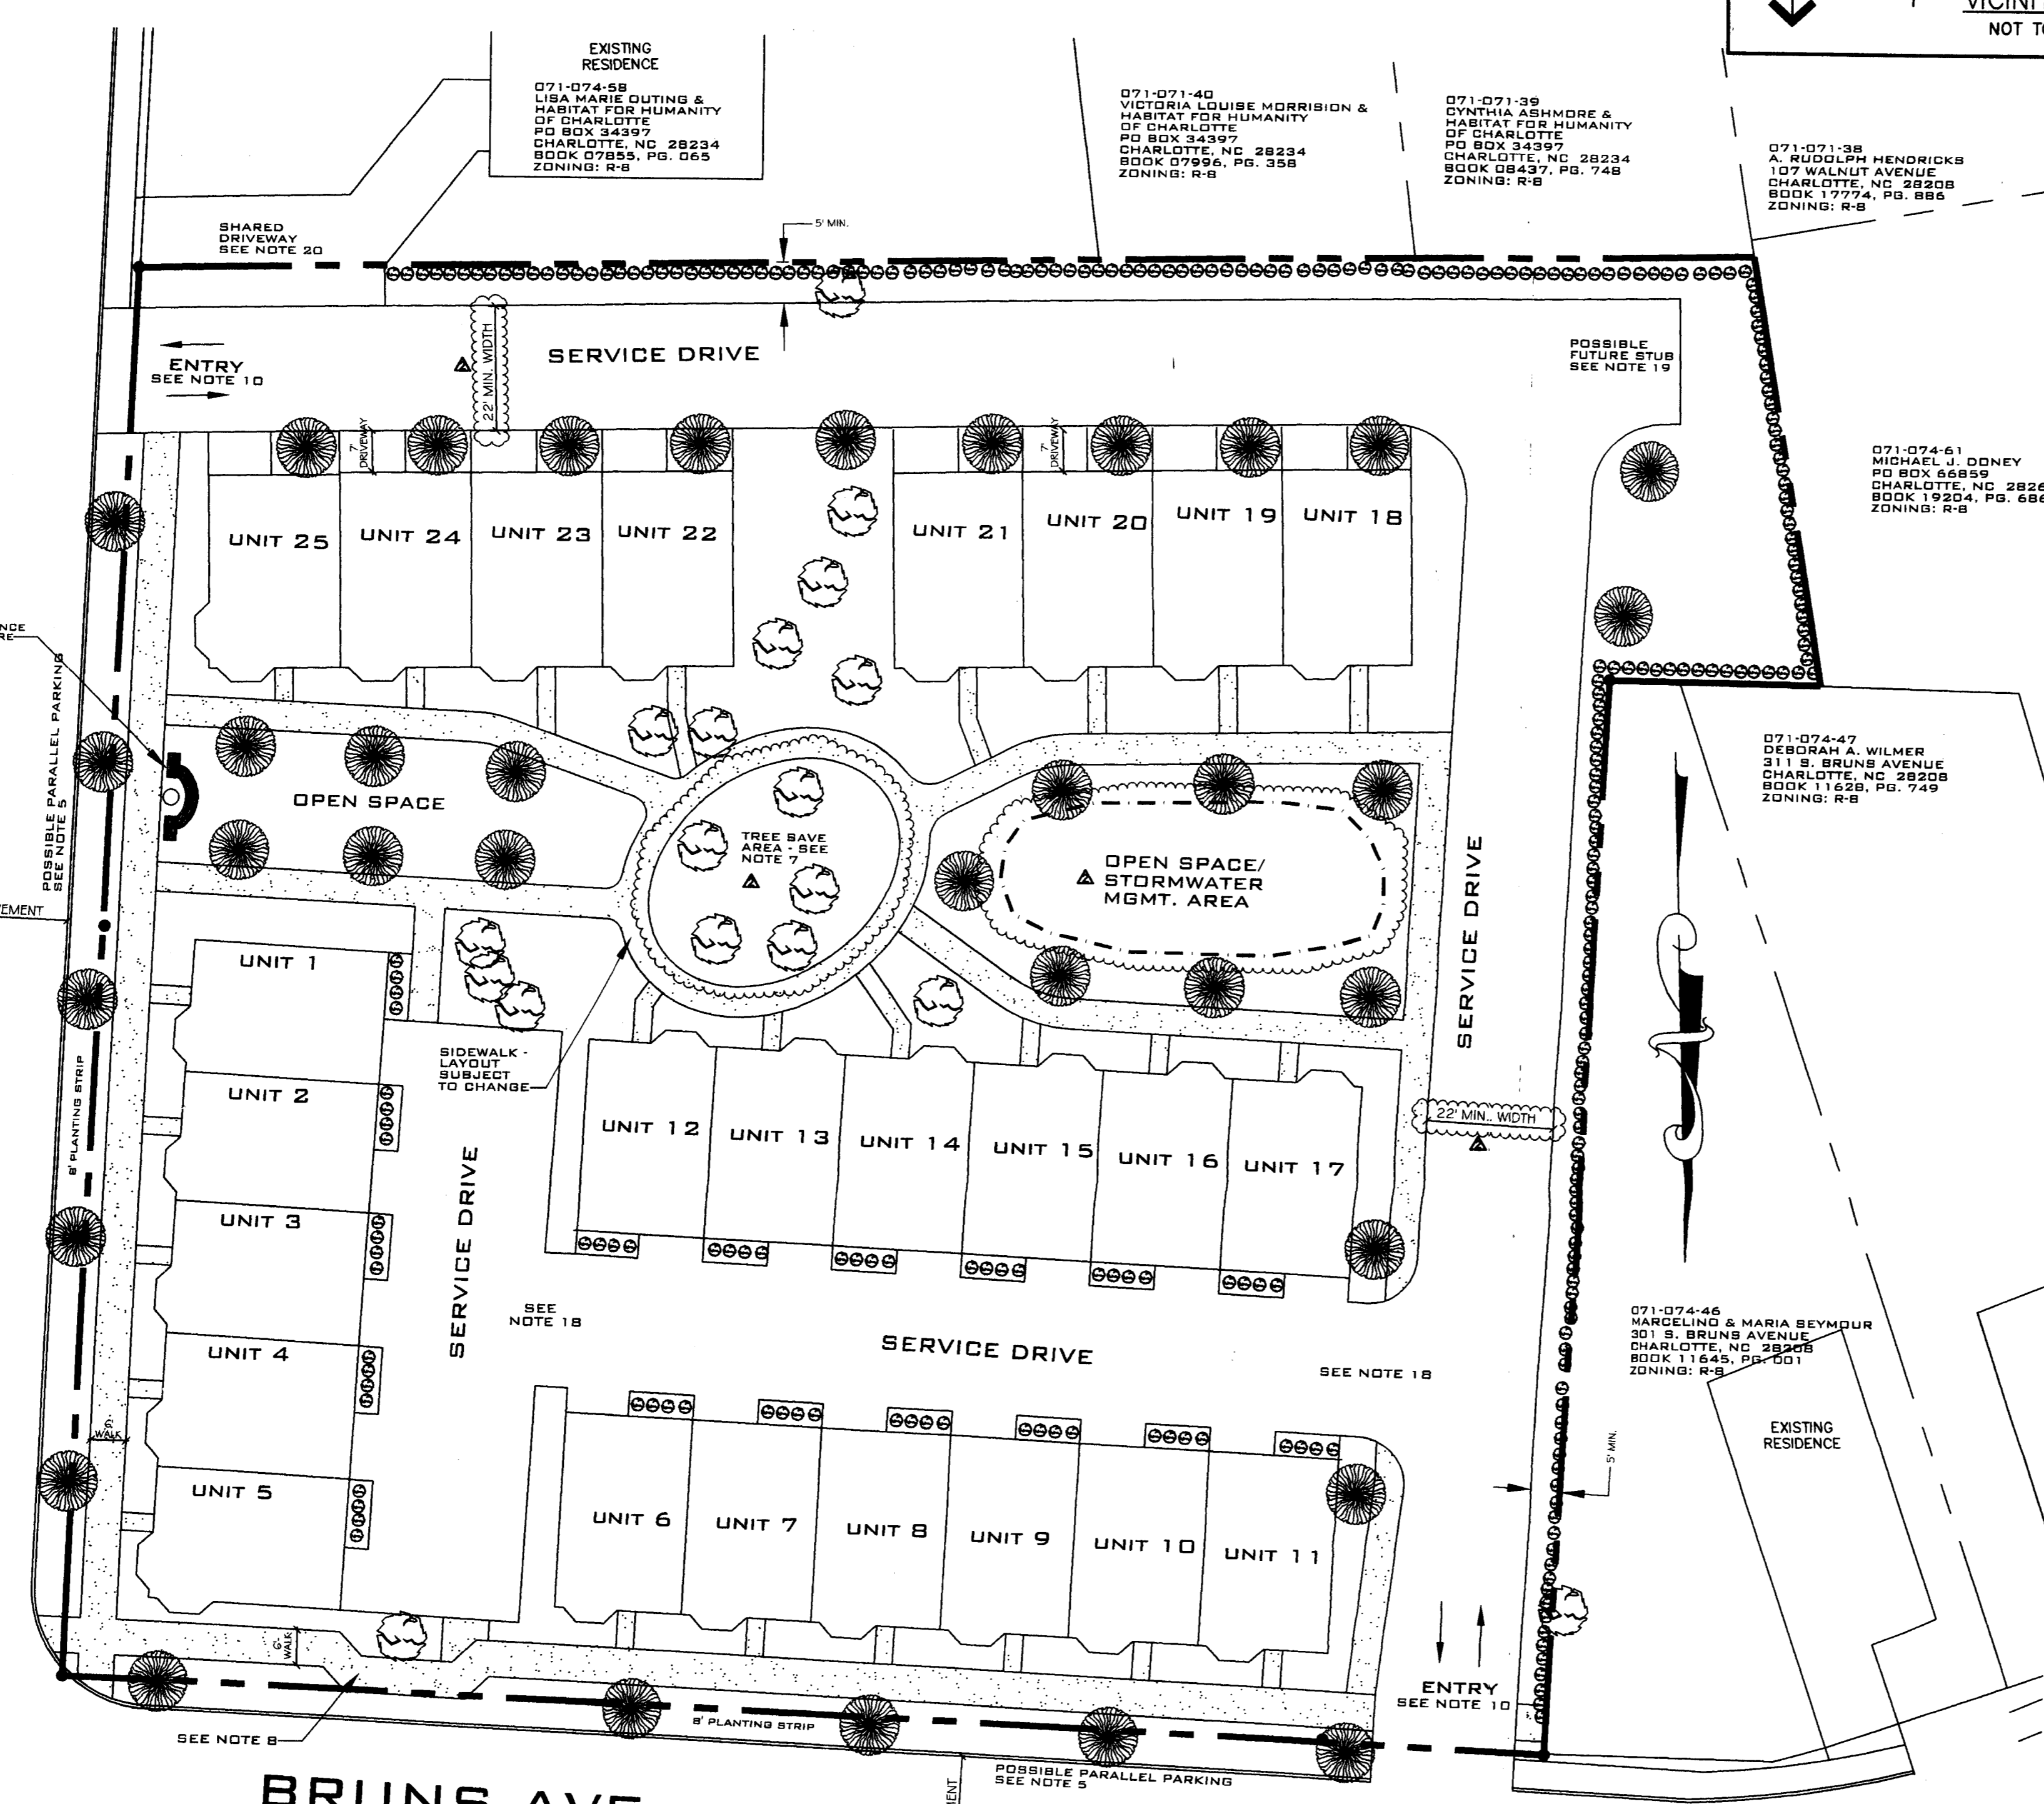 NOT
EXISTING
RESIDENCE
071-074-58
LISA MARIE OUTING &
HABITAT FOR HUMANITY
OF CHARLOTTE
PO BOX 34397
CHARLOTTE, NC 28234
BOOK 07855, PG. 065
ZONING: R-8
071-071-40
VICTORIA LOUISE MORRISION &
HABITAT FOR HUMANITY
OF CHARLOTTE
PO BOX 34397
CHARLOTTE, NC 28234
BOOK 07996, PG. 358
ZONING: R-8
071-071-39
CYNTHIA ASHMORE &
HABITAT FOR HUMANITY
OF CHARLOTTE
PO BOX 34397
CHARLOTTE, NC 28234
BOOK 08437, PG. 748
ZONING: R-8
071-071-38
A. RUDOLPH HENDRICKS
107 WALNUT AVENUE
CHARLOTTE, NC 28208
BOOK 17774, PG. 886
ZONING: R-8
SHARED
DRIVEWAY
SEE NOTE 20
5' MIN.
ENTRY
SEE NOTE 10
22' MIN. WIDTH
2
SERVICE DRIVE
POSSIBLE
FUTURE STUB
SEE NOTE 19
7'
DRIVEWAY
7'
DRIVEWAY
071-074-61
MICHAEL J. DONEY
PO BOX 66859
CHARLOTTE, NC 2826
BOOK 19204, PG. 686
ZONING: R-8
UNIT 25
UNIT 24
UNIT 23
UNIT 22
UNIT 21
UNIT 20
UNIT 19
UNIT 18
POSSIBLE PARALLEL PARKING
SEE NOTE 5
OPEN SPACE
TREE SAVE
AREA - SEE
NOTE 7
2
OPEN SPACE/
2 STORMWATER
MGMT. AREA
SERVICE DRIVE
071-074-47
DEBORAH A. WILMER
311 S. BRUNS AVENUE
CHARLOTTE, NC 28208
BOOK 11628, PG. 749
ZONING: R-8
UNIT 1
UNIT 2
UNIT 3
UNIT 4
UNIT 5
8' PLANTING STRIP
SIDEWALK -
LAYOUT
SUBJECT
TO CHANGE
SERVICE DRIVE
UNIT 12
UNIT 13
UNIT 14
UNIT 15
UNIT 16
UNIT 17
22' MIN.. WIDTH
2
SEE
NOTE 18
SERVICE DRIVE
SEE NOTE 18
071-074-46
MARCELINO & MARIA SEYMOUR
301 S. BRUNS AVENUE
CHARLOTTE, NC 28208
BOOK 11645, PG. 001
ZONING: R-8
EXISTING
RESIDENCE
5' MIN.
WALK
UNIT 6
UNIT 7
UNIT 8
UNIT 9
UNIT 10
UNIT 11
6'
WALK
ENTRY
SEE NOTE 10
8' PLANTING STRIP
SEE NOTE 8
POSSIBLE PARALLEL PARKING
SEE NOTE 5
BRUNS AVE